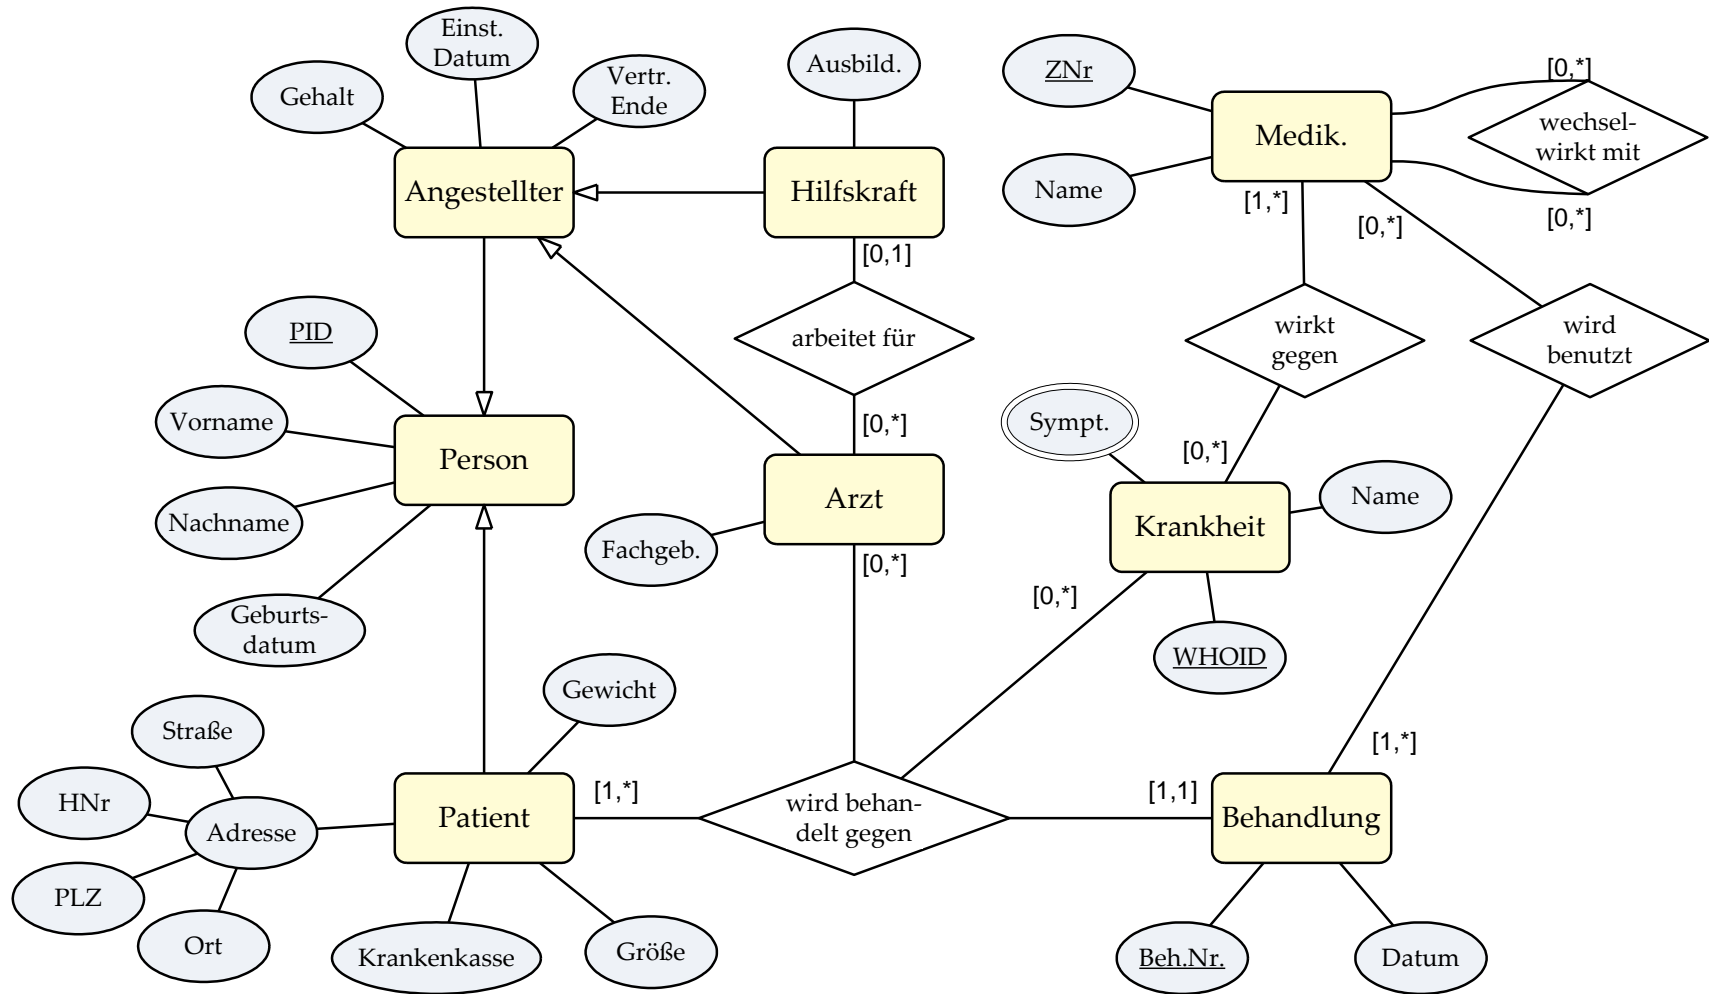 Einst.
Datum
Ausbild.
[0,*]
ZNr
Vertr.
Ende
Gehalt
wechsel-
wirkt mit
Medik.
Angestellter
Hilfskraft
Name
[1,*]
[0,*]
[0,*]
[0,1]
PID
arbeitet für
wirkt
gegen
wird
benutzt
Vorname
[0,*]
Sympt.
[0,*]
Person
Arzt
Name
Nachname
Krankheit
Fachgeb.
[0,*]
[0,*]
Geburts-
datum
WHOID
Gewicht
Straße
[1,*]
HNr
[1,*]
[1,1]
Adresse
Patient
wird behan-
delt gegen
Behandlung
PLZ
Ort
Krankenkasse
Größe
Beh.Nr.
Datum